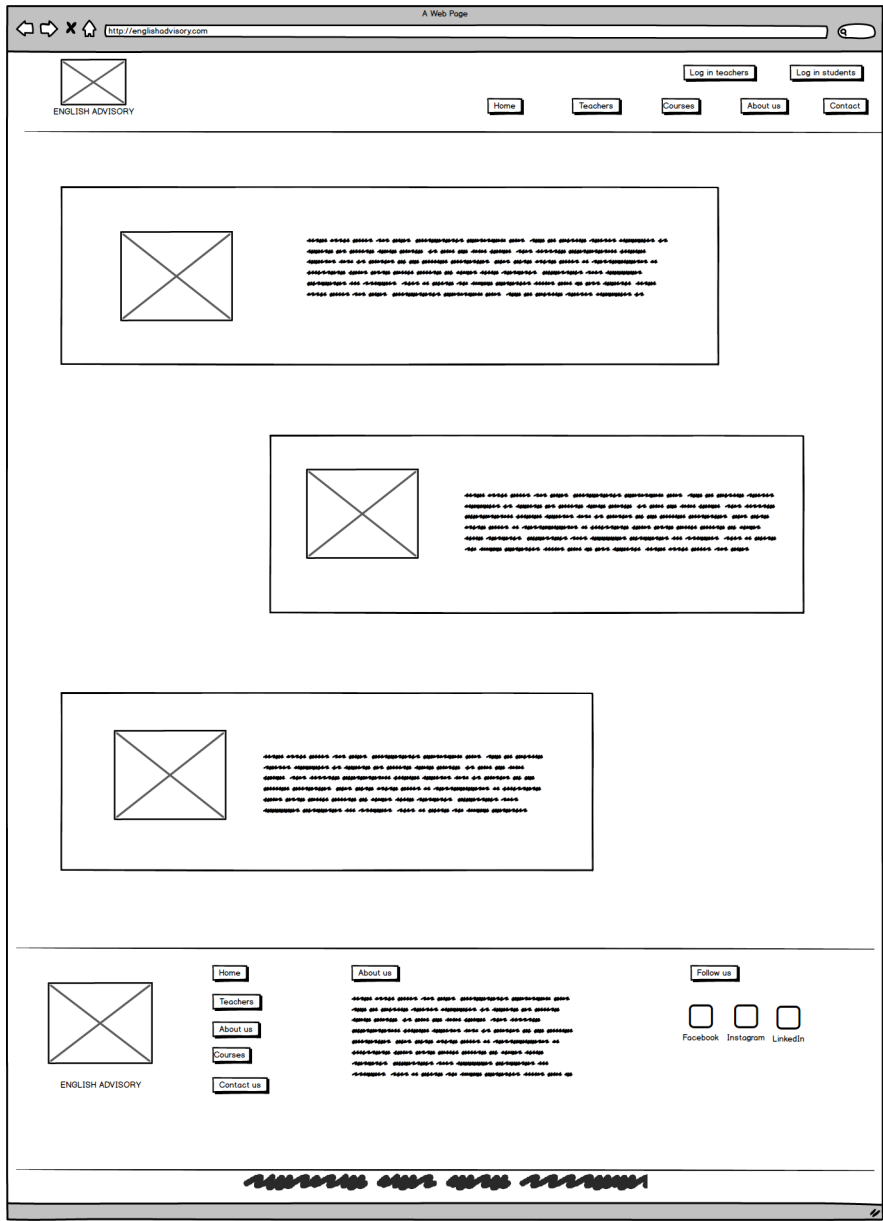 A Web Page
http://englishadvisory.com
Log in teachers Log in students
ENGLISH ADVISORY
Home Teachers Courses About us Contact
Home About us Follow us
Teachers
About us
Courses
Contact us
Facebook Instagram LinkedIn
ENGLISH ADVISORY